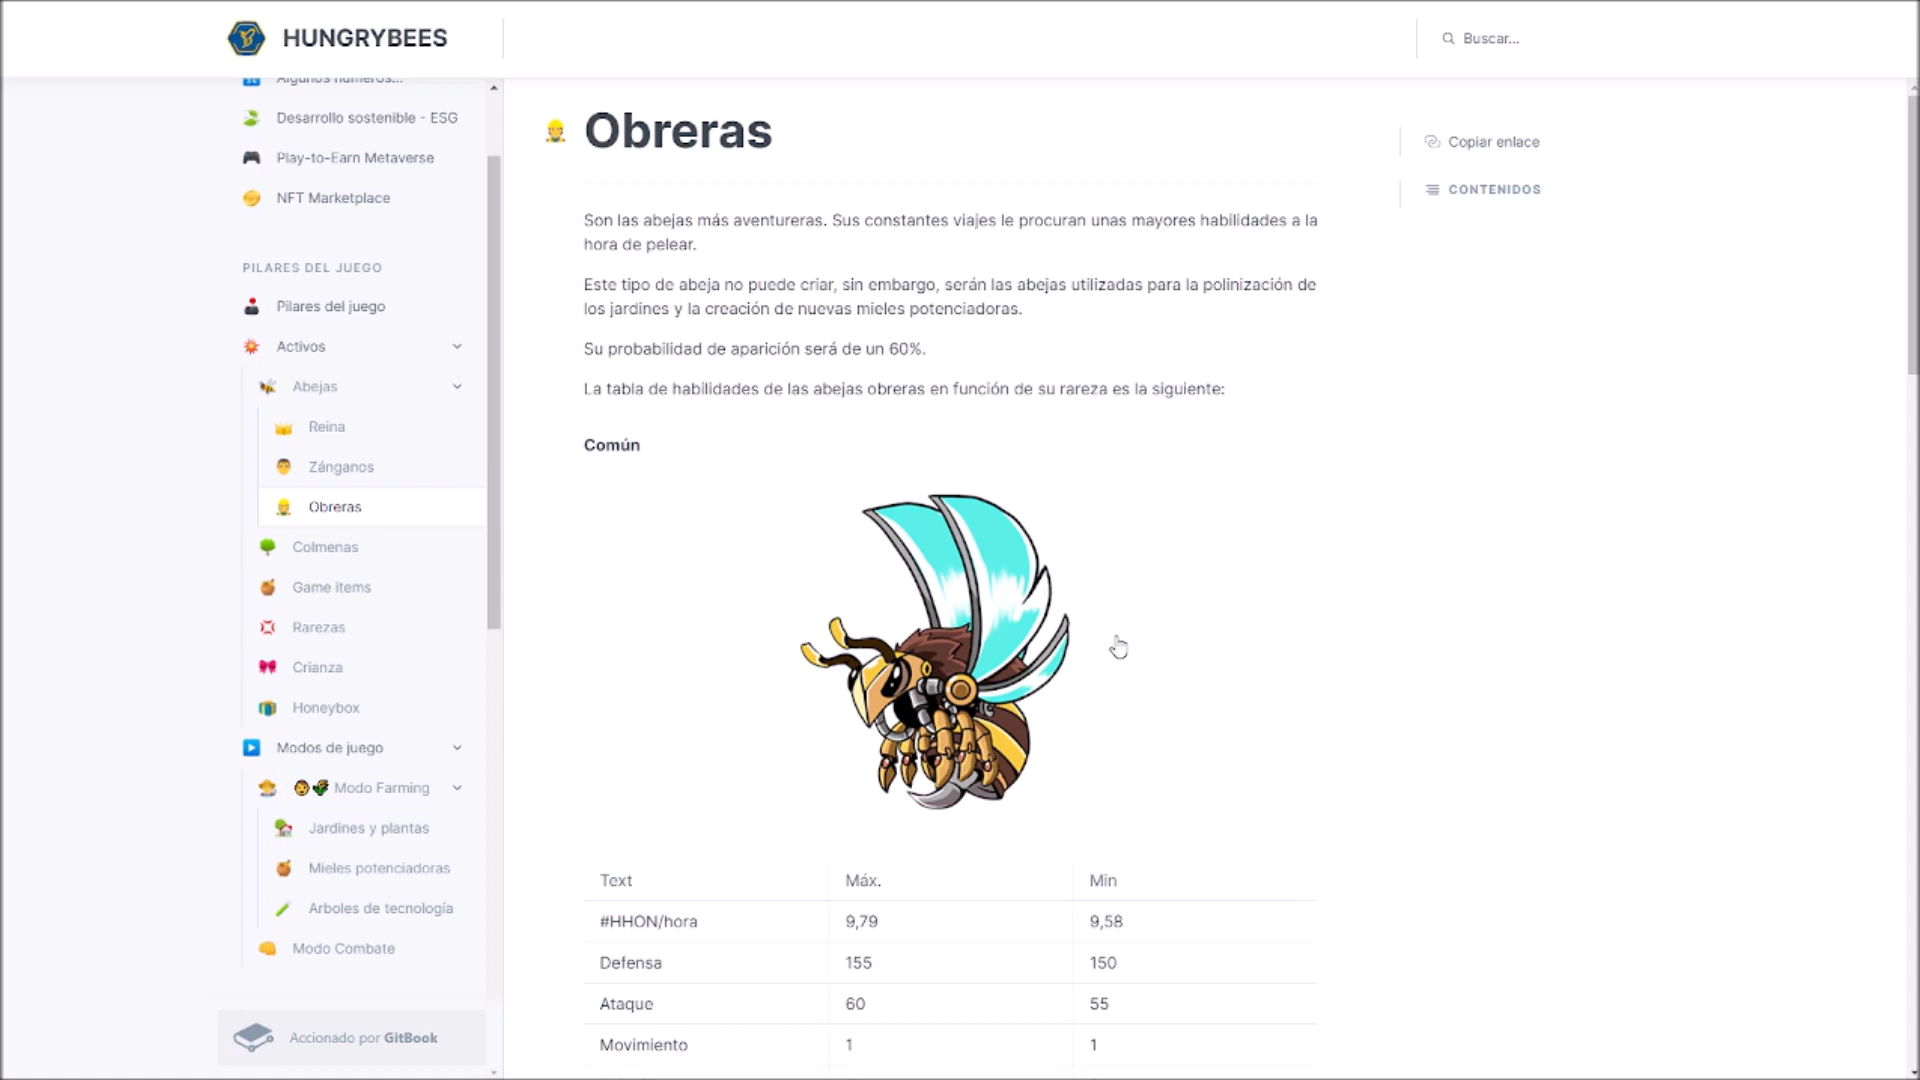 HUNGRYBEES
Buscar...
Algunos números...
Desarrollo sostenible - ESG
Play-to-Earn Metaverse
NFT Marketplace
PILARES DEL JUEGO
Pilares del juego
Activos
Abejas
Reina
Zánganos
Obreras
Colmenas
Game items
Rarezas
Crianza
Honeybox
Modos de juego
Modo Farming
Jardines y plantas
Mieles potenciadoras
Arboles de tecnología
Modo Combate
Accionado por GitBook
Obreras
Son las abejas más aventureras. Sus constantes viajes le procuran unas mayores habilidades a la
hora de pelear.
Este tipo de abeja no puede criar, sin embargo, serán las abejas utilizadas para la polinización de
los jardines y la creación de nuevas mieles potenciadoras.
Su probabilidad de aparición será de un 60%.
La tabla de habilidades de las abejas obreras en función de su rareza es la siguiente:
Común
Text Máx. Min
#HHON/hora 9,79 9,58
Defensa 155 150
Ataque 60 55
Movimiento 1 1
Copiar enlace
CONTENIDOS